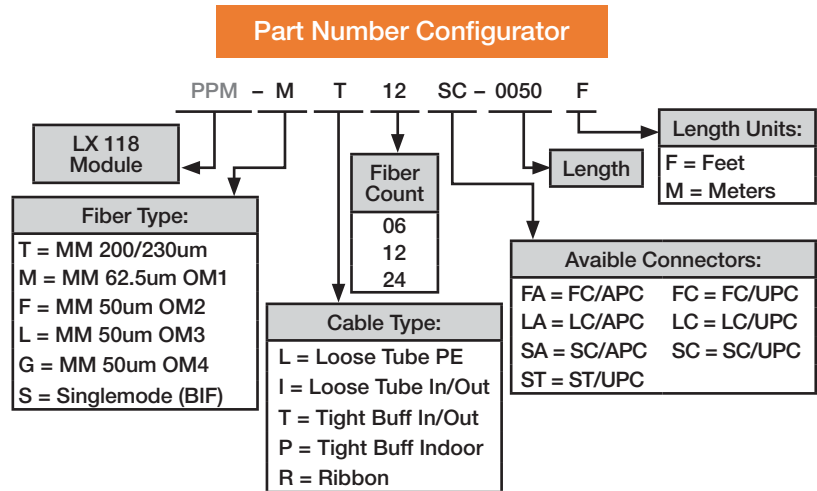 Part Number Configurator
PPM – M T 12 SC – 0050 F
LX 118
Module
Fiber
Count
06
12
24
Length
Length Units:
F = Feet
M = Meters
Fiber Type:
T = MM 200/230um
M = MM 62.5um OM1
F = MM 50um OM2
L = MM 50um OM3
G = MM 50um OM4
S = Singlemode (BIF)
Cable Type:
L = Loose Tube PE
I = Loose Tube In/Out
T = Tight Buff In/Out
P = Tight Buff Indoor
R = Ribbon
Avaible Connectors:
FA = FC/APC FC = FC/UPC
LA = LC/APC LC = LC/UPC
SA = SC/APC SC = SC/UPC
ST = ST/UPC